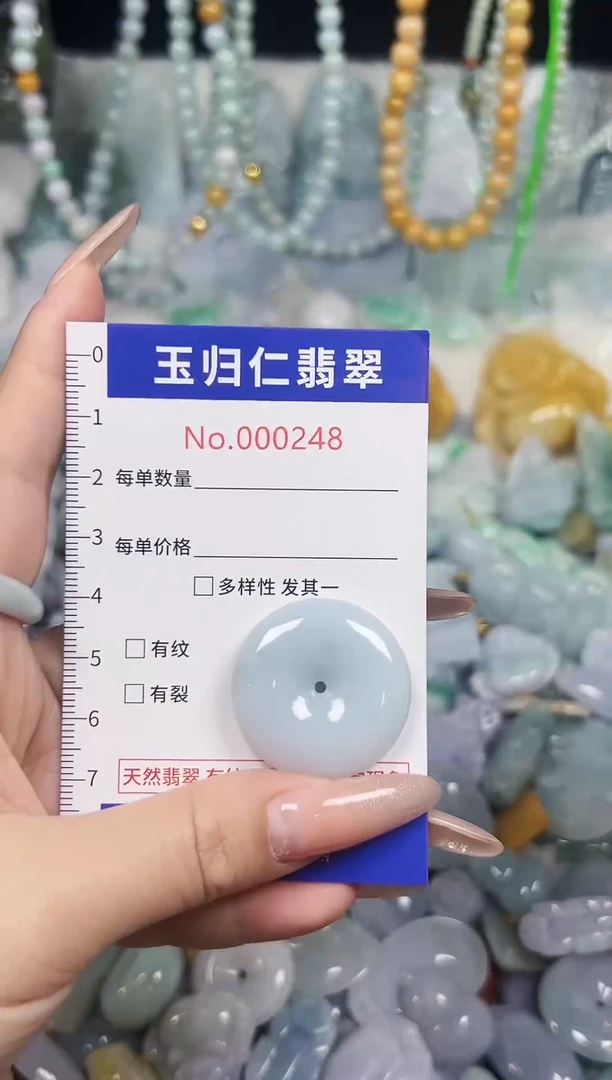 玉归仁翡翠
No.000248
0
1
2
3
4
5
6
7
每单数量
每单价格
多样性 发其一
有纹
有裂
天然翡翠 有